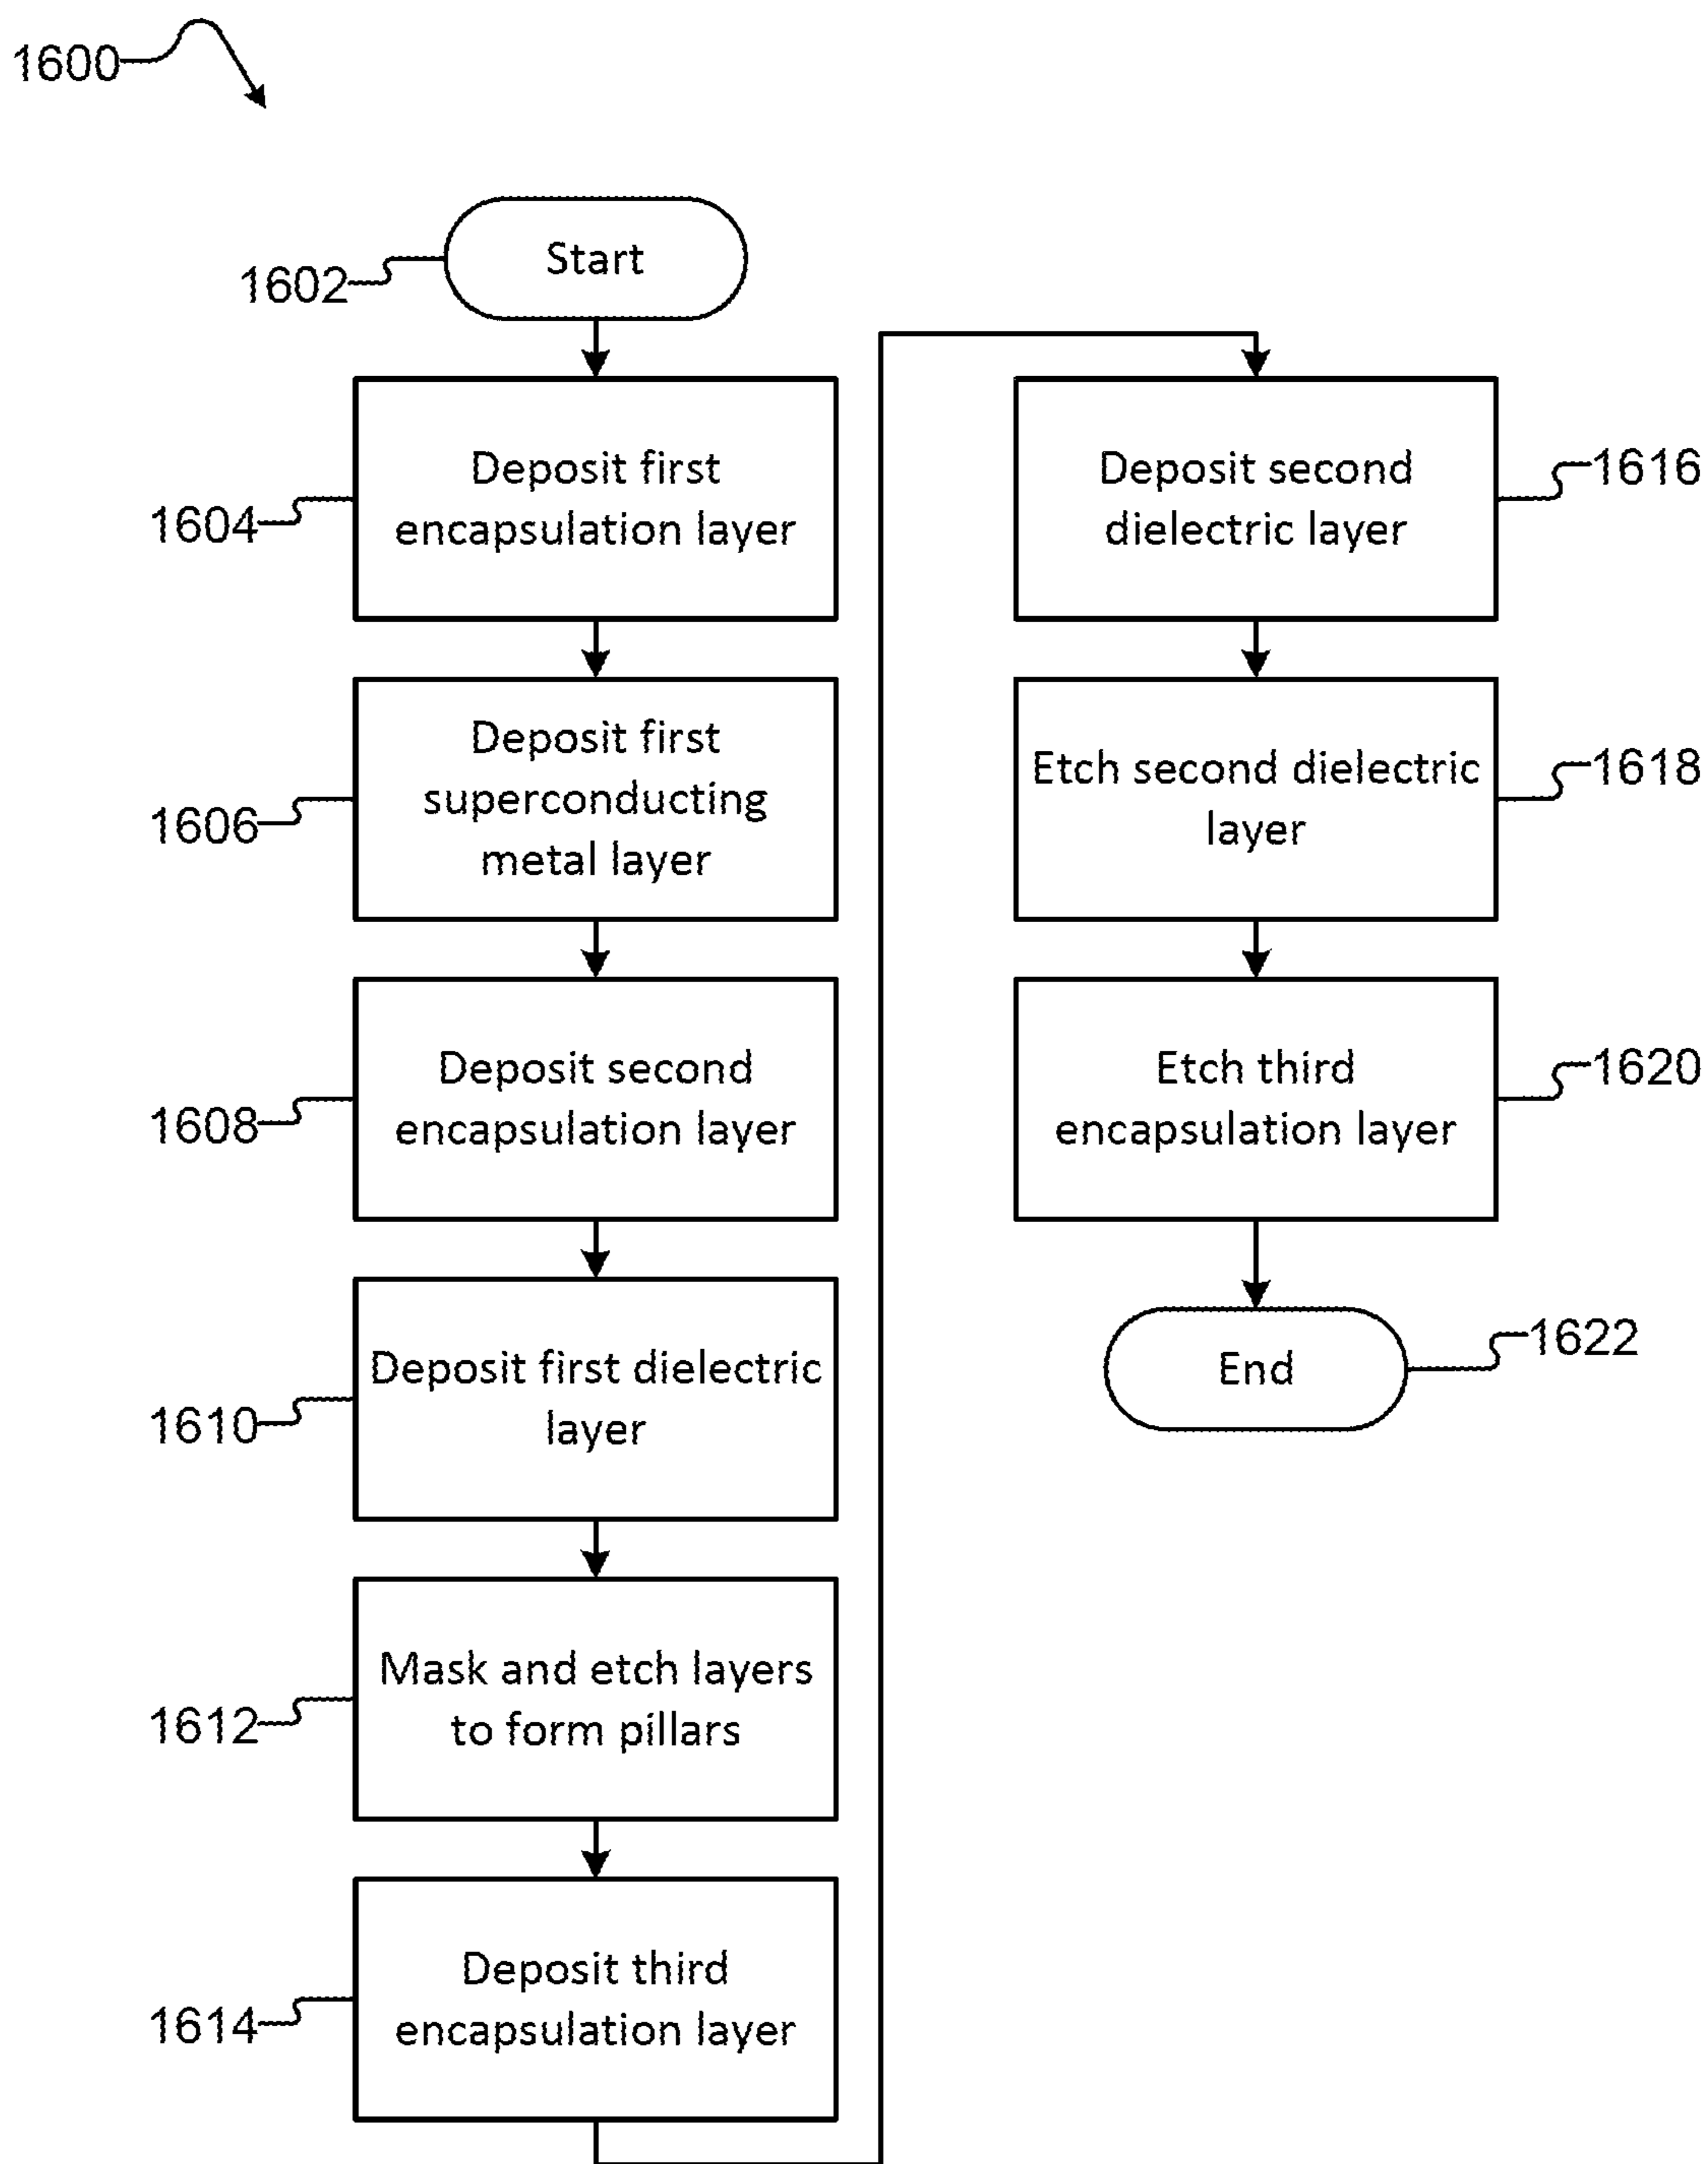 1600
Start
1602
Deposit first
encapsulation layer
1604
Deposit first
superconducting
metal layer
1606
Deposit second
encapsulation layer
1608
Deposit first dielectric
layer
1610
Mask and etch layers
to form pillars
1612
Deposit third
encapsulation layer
1614
Deposit second
dielectric layer
1616
Etch second dielectric
layer
1618
Etch third
encapsulation layer
1620
End
1622